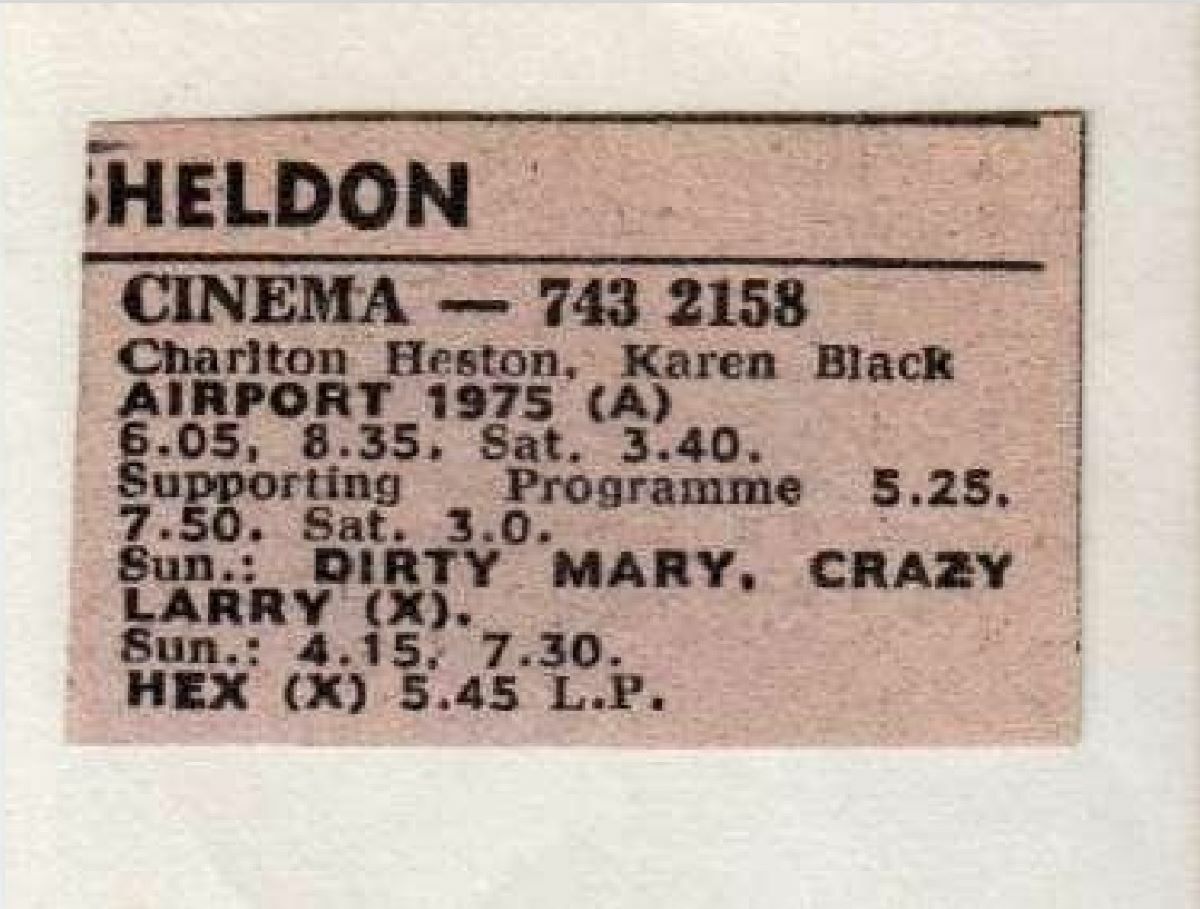 SHELDON
CINEMA — 743 2158
Charlton Heston, Karen Black
AIRPORT 1975 (A)
6.05, 8.35. Sat. 3.40.
Supporting Programme 5.25,
7.50. Sat. 3.0.
Sun.: DIRTY MARY, CRAZY
LARRY (X).
Sun.: 4.15, 7.30.
HEX (X) 5.45 L.P.